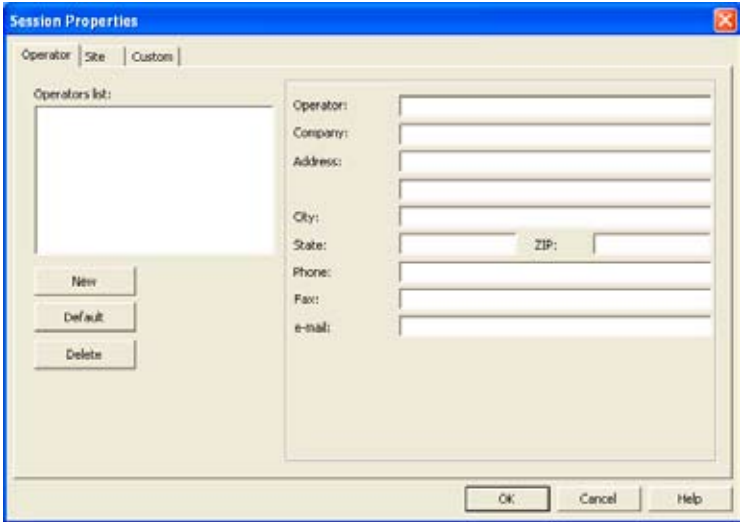 Session Properties
Operator Site Custom
Operators list:
Operator:
Company:
Address:
City:
State: ZIP:
Phone:
Fax:
e-mail:
New
Default
Delete
OK Cancel Help